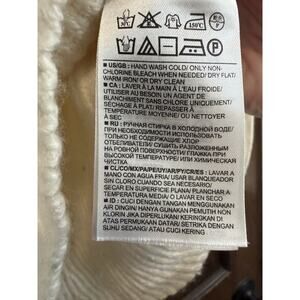 150°C
P
■ US/GB : HAND WASH COLD/ ONLY NON-
CHLORINE BLEACH WHEN NEEDED/ DRY FLAT/
WARM IRON/ OR DRY CLEAN
■ CA : LAVER À LA MAIN À L'EAU FROIDE/
UTILISER AU BESOIN UN AGENT DE
BLANCHIMENT SANS CHLORE UNIQUEMENT/
SÉCHAGE À PLAT/ REPASSER À
TEMPÉRATURE MOYENNE/ OU NETTOYER
À SEC
■ RU : РУЧНАЯ СТИРКА В ХОЛОДНОЙ ВОДЕ/
ПРИ НЕОБХОДИМОСТИ ИСПОЛЬЗОВАТЬ
ТОЛЬКО НЕ СОДЕРЖАЩИЕ ХЛОР
ОТБЕЛИВАТЕЛИ/ СУШИТЬ РАЗЛОЖЕННЫМ
НА РОВНОЙ ПОВЕРХНОСТИ/ ГЛАЖКА ПРИ
ВЫСОКОЙ ТЕМПЕРАТУРЕ/ ИЛИ ХИМИЧЕСКАЯ
ЧИСТКА
■ CL/CO/MX/PA/PE/UY/AR/PY/CR/ES : LAVAR A
MANO CON AGUA FRIA/ USAR BLANQUEADOR
SIN CLORO CUANDO SEA NECESARIO/
SECAR EN SUPERFICIE PLANA/ PLANCHAR A
TEMPERATURA MEDIA/ O LAVAR EN SECO
■ ID : CUCI DENGAN TANGAN MENGGUNAKAN
AIR DINGIN/ HANYA GUNAKAN PEMUTIH NON
KLORIN JIKA DIPERLUKAN/ KERINGKAN DI
ATAS PERMUKAAN DATAR/ SETRIKA DENGAN
SUHU SEDANG/ ATAU CUCI KERING